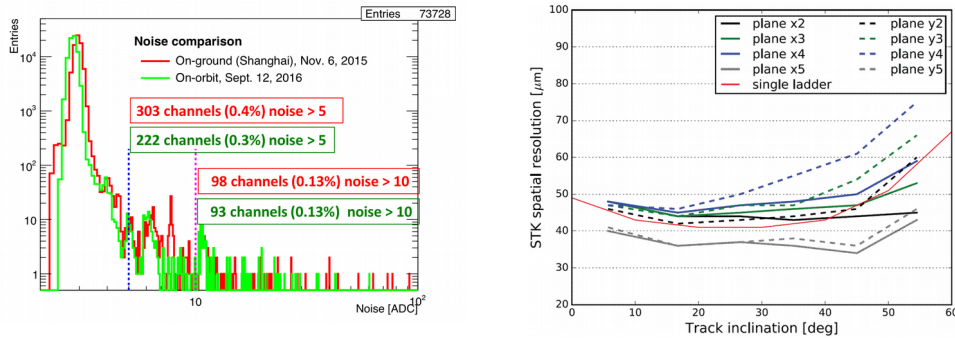 Entries 73728
Entries
Noise comparison
On-ground (Shanghai), Nov. 6, 2015
On-orbit, Sept. 12, 2016
303 channels (0.4%) noise > 5
222 channels (0.3%) noise > 5
98 channels (0.13%) noise > 10
93 channels (0.13%) noise > 10
10⁴
10³
10²
10
1
10
10²
Noise [ADC]
STK spatial resolution [μm]
100
90
80
70
60
50
40
30
20
plane x2
plane x3
plane x4
plane x5
single ladder
plane y2
plane y3
plane y4
plane y5
0 10 20 30 40 50 60
Track inclination [deg]